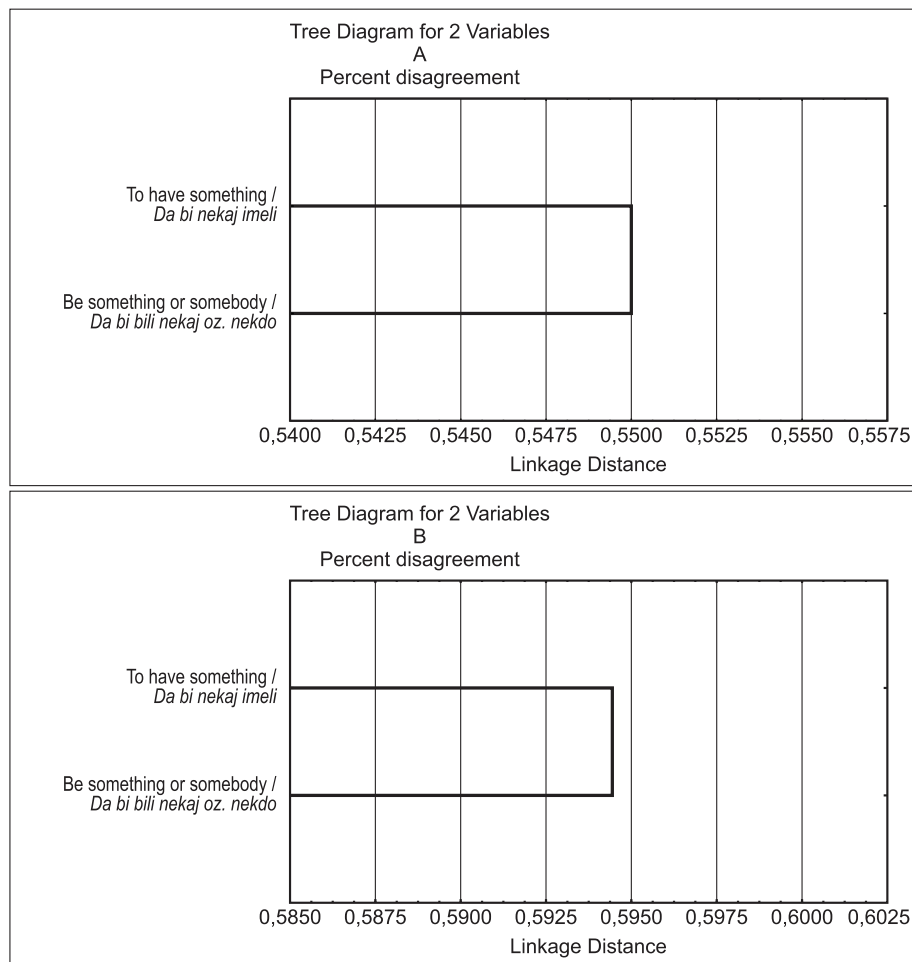 Tree Diagram for 2 Variables
A
Percent disagreement
To have something /
Da bi nekaj imeli
Be something or somebody /
Da bi bili nekaj oz. nekdo
0,5400 0,5425 0,5450 0,5475 0,5500 0,5525 0,5550 0,5575
Linkage Distance
Tree Diagram for 2 Variables
B
Percent disagreement
To have something /
Da bi nekaj imeli
Be something or somebody /
Da bi bili nekaj oz. nekdo
0,5850 0,5875 0,5900 0,5925 0,5950 0,5975 0,6000 0,6025
Linkage Distance